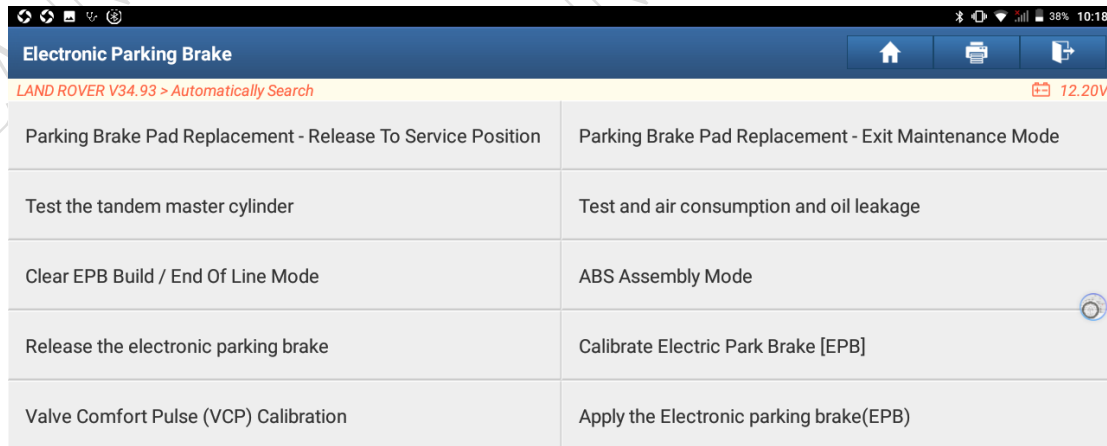 38% 10:18
Electronic Parking Brake
LAND ROVER V34.93 > Automatically Search
12.20V
Parking Brake Pad Replacement - Release To Service Position
Parking Brake Pad Replacement - Exit Maintenance Mode
Test the tandem master cylinder
Test and air consumption and oil leakage
Clear EPB Build / End Of Line Mode
ABS Assembly Mode
Release the electronic parking brake
Calibrate Electric Park Brake [EPB]
Valve Comfort Pulse (VCP) Calibration
Apply the Electronic parking brake(EPB)